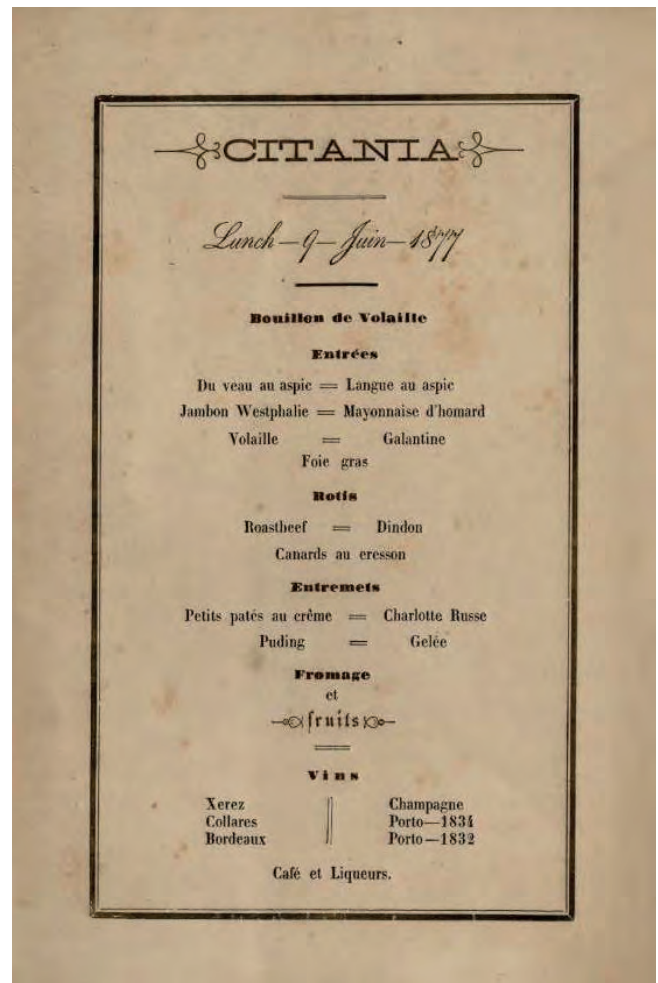 CITANIA
Lunch — 9 — Juin — 1877
Bouillon de Volaille
Entrées
Du veau au aspic = Langue au aspic
Jambon Westphalie = Mayonnaise d'homard
Volaille = Galantine
Foie gras
Rotis
Roastbeef = Dindon
Canards au cresson
Entremets
Petits patés au crême = Charlotte Russe
Puding = Gelée
Fromage
et
fruits
Vins
Xerez Champagne
Collares Porto—1834
Bordeaux Porto—1832
Café et Liqueurs.